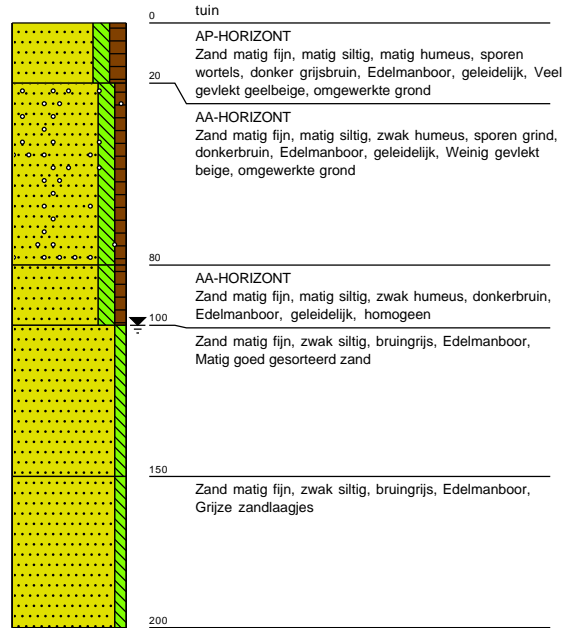 0
tuin
AP-HORIZONT
Zand matig fijn, matig siltig, matig humeus, sporen
wortels, donker grijsbruin, Edelmanboor, geleidelijk, Veel
gevlekt geelbeige, omgewerkte grond
20
AA-HORIZONT
Zand matig fijn, matig siltig, zwak humeus, sporen grind,
donkerbruin, Edelmanboor, geleidelijk, Weinig gevlekt
beige, omgewerkte grond
80
AA-HORIZONT
Zand matig fijn, matig siltig, zwak humeus, donkerbruin,
Edelmanboor, geleidelijk, homogeen
100
Zand matig fijn, zwak siltig, bruingrijs, Edelmanboor,
Matig goed gesorteerd zand
150
Zand matig fijn, zwak siltig, bruingrijs, Edelmanboor,
Grijze zandlaagjes
200